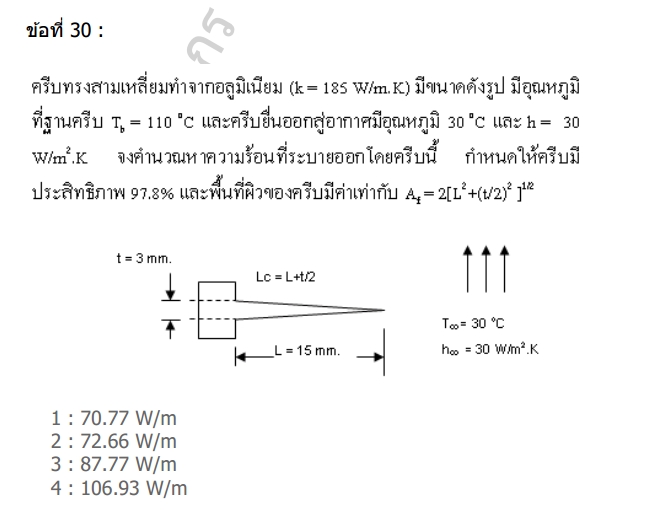 ข้อที่ 30 :
กร
ครีบทรงสามเหลี่ยมทำจากอลูมิเนียม (k = 185 W/m.K) มีขนาดดังรูป มีอุณหภูมิ
ที่ฐานครีบ T_b = 110 °C และครีบยื่นออกสู่อากาศมีอุณหภูมิ 30 °C และ h = 30
W/m².K จงคำนวณหาความร้อนที่ระบายออกโดยครีบนี้ กำหนดให้ครีบมี
ประสิทธิภาพ 97.8% และพื้นที่ผิวของครีบมีค่าเท่ากับ A_f = 2[L²+(t/2)² ]^1/2
t = 3 mm.
Lc = L+t/2
L = 15 mm.
T∞= 30 °C
h∞ = 30 W/m².K
1 : 70.77 W/m
2 : 72.66 W/m
3 : 87.77 W/m
4 : 106.93 W/m